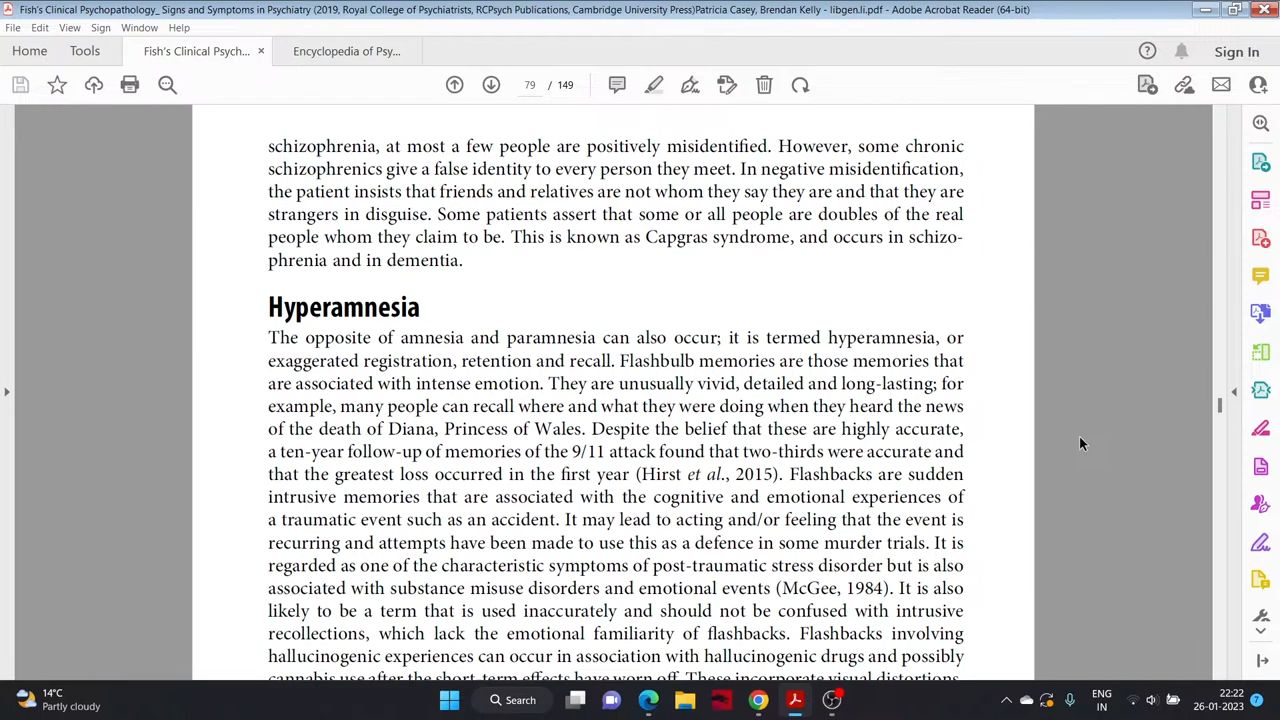 Fish's Clinical Psychopathology_ Signs and Symptoms in Psychiatry (2019, Royal College of Psychiatrists, RCPsych Publications, Cambridge University Press)Patricia Casey, Brendan Kelly - libgen.li.pdf - Adobe Acrobat Reader (64-bit)
File Edit View Sign Window Help
Home Tools Fish's Clinical Psych... × Encyclopedia of Psy... Sign In
79 / 149
schizophrenia, at most a few people are positively misidentified. However, some chronic
schizophrenics give a false identity to every person they meet. In negative misidentification,
the patient insists that friends and relatives are not whom they say they are and that they are
strangers in disguise. Some patients assert that some or all people are doubles of the real
people whom they claim to be. This is known as Capgras syndrome, and occurs in schizo-
phrenia and in dementia.
Hyperamnesia
The opposite of amnesia and paramnesia can also occur; it is termed hyperamnesia, or
exaggerated registration, retention and recall. Flashbulb memories are those memories that
are associated with intense emotion. They are unusually vivid, detailed and long-lasting; for
example, many people can recall where and what they were doing when they heard the news
of the death of Diana, Princess of Wales. Despite the belief that these are highly accurate,
a ten-year follow-up of memories of the 9/11 attack found that two-thirds were accurate and
that the greatest loss occurred in the first year (Hirst et al., 2015). Flashbacks are sudden
intrusive memories that are associated with the cognitive and emotional experiences of
a traumatic event such as an accident. It may lead to acting and/or feeling that the event is
recurring and attempts have been made to use this as a defence in some murder trials. It is
regarded as one of the characteristic symptoms of post-traumatic stress disorder but is also
associated with substance misuse disorders and emotional events (McGee, 1984). It is also
likely to be a term that is used inaccurately and should not be confused with intrusive
recollections, which lack the emotional familiarity of flashbacks. Flashbacks involving
hallucinogenic experiences can occur in association with hallucinogenic drugs and possibly
cannabis use after the short-term effects have worn off. These incorporate visual distortions,
14°C
Partly cloudy
Search
ENG
IN
22:22
26-01-2023